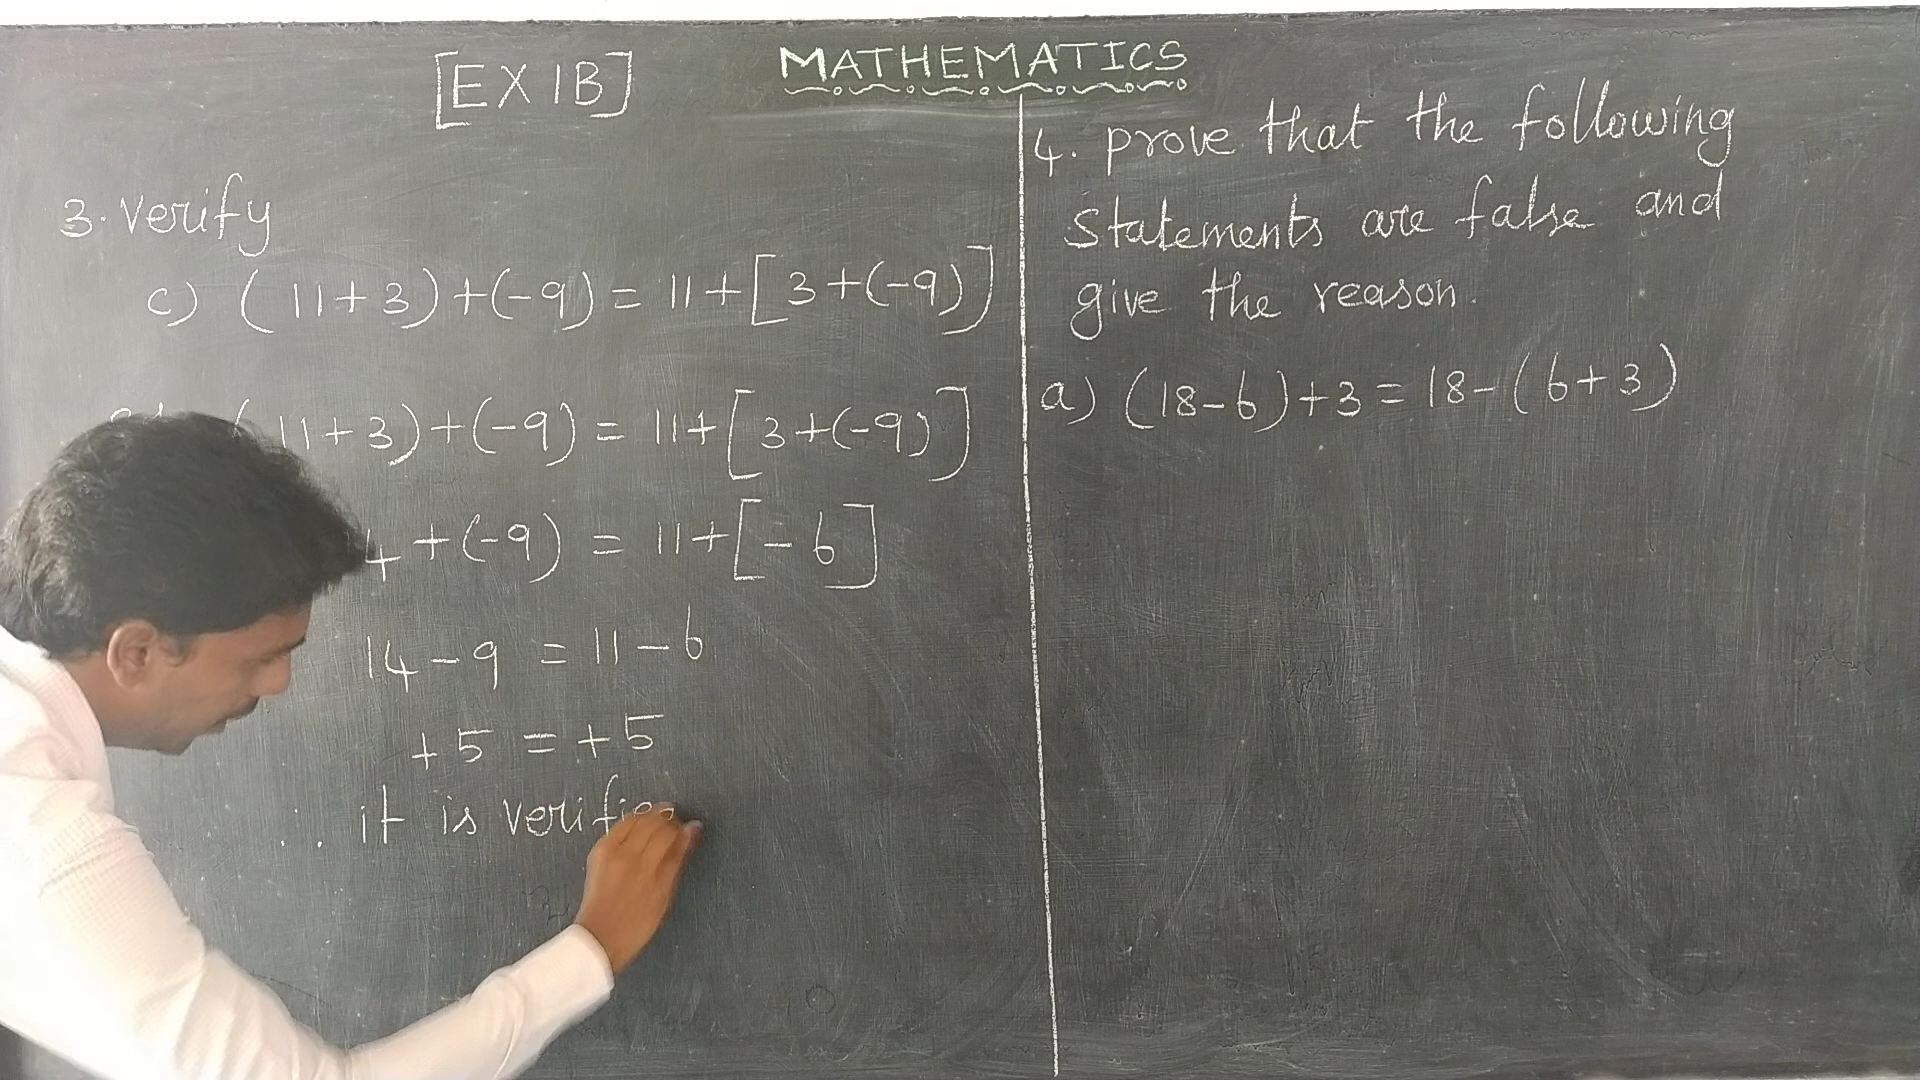 MATHEMATICS
[EX 1B]
3. Verify
c) (11+3)+(-9) = 11+[3+(-9)]
(11+3)+(-9) = 11+[3+(-9)]
4+(-9) = 11+[-6]
14-9 = 11-6
+5 = +5
it is verifie
4. prove that the following
statements are false and
give the reason.
a) (18-6)+3 = 18-(6+3)